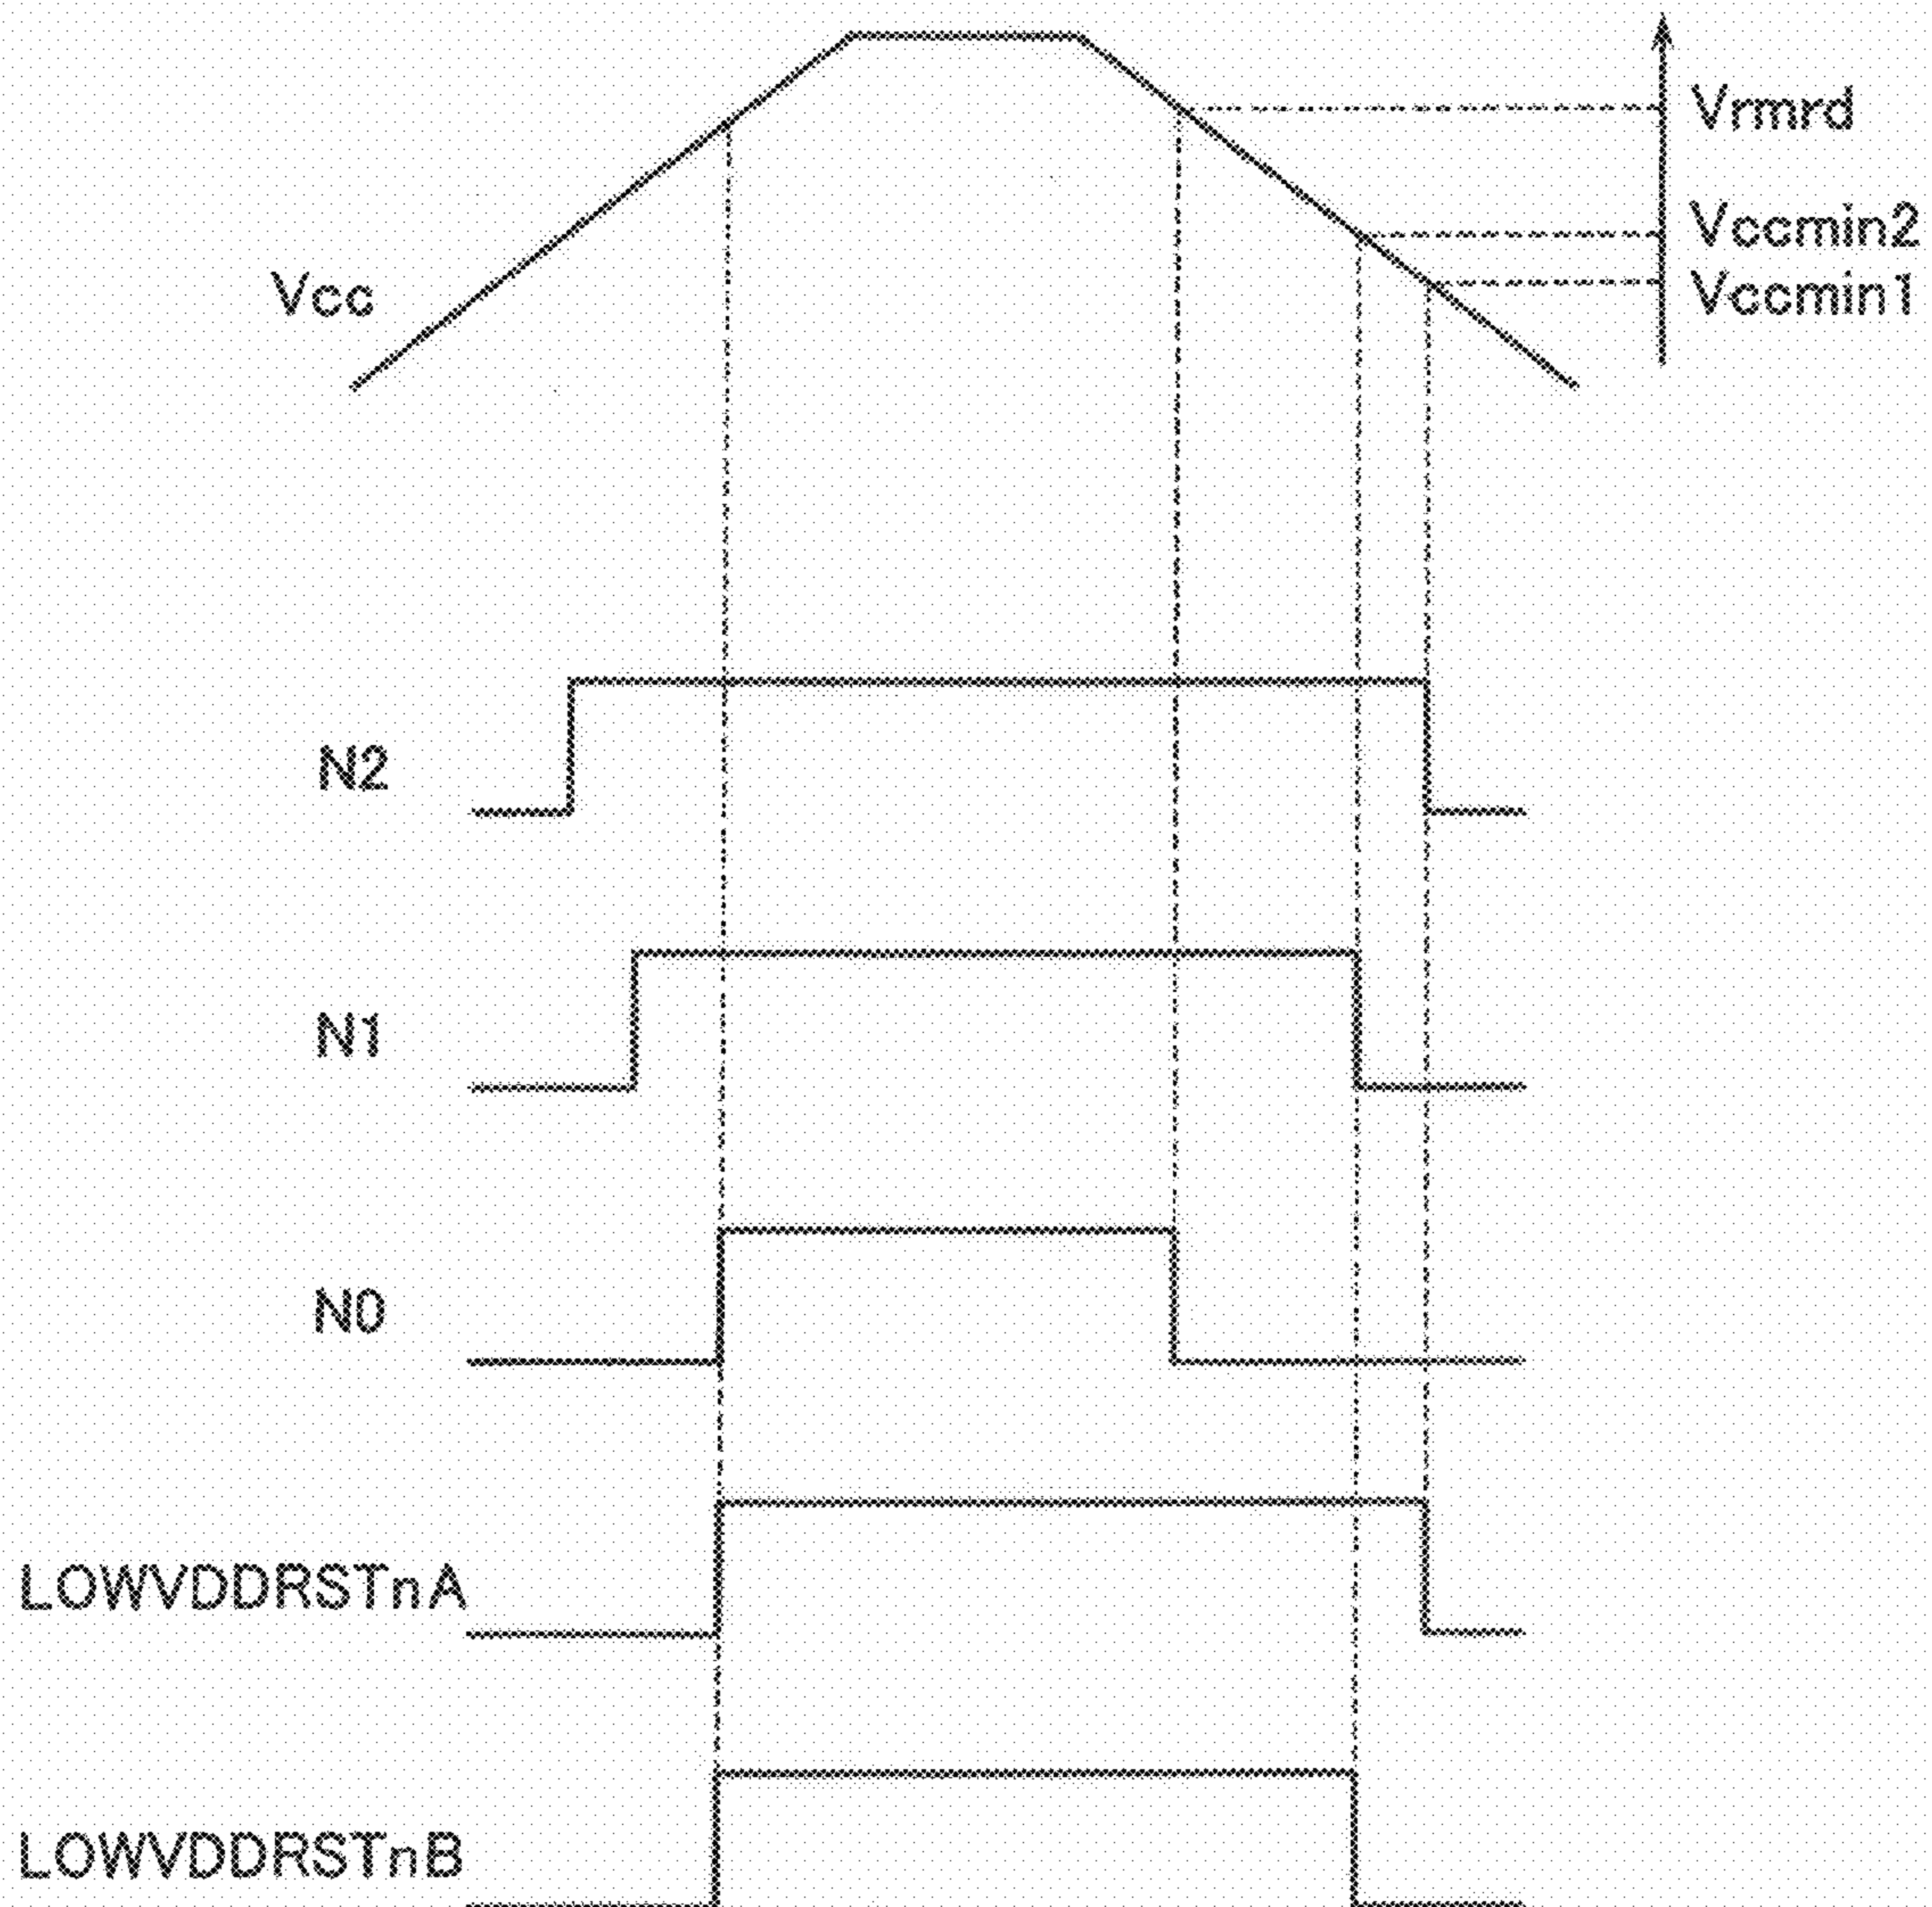 Vrmrd
Vccmin2
Vcc
Vccmin1
N2
N1
N0
LOWVDDRSTnA
LOWVDDRSTnB